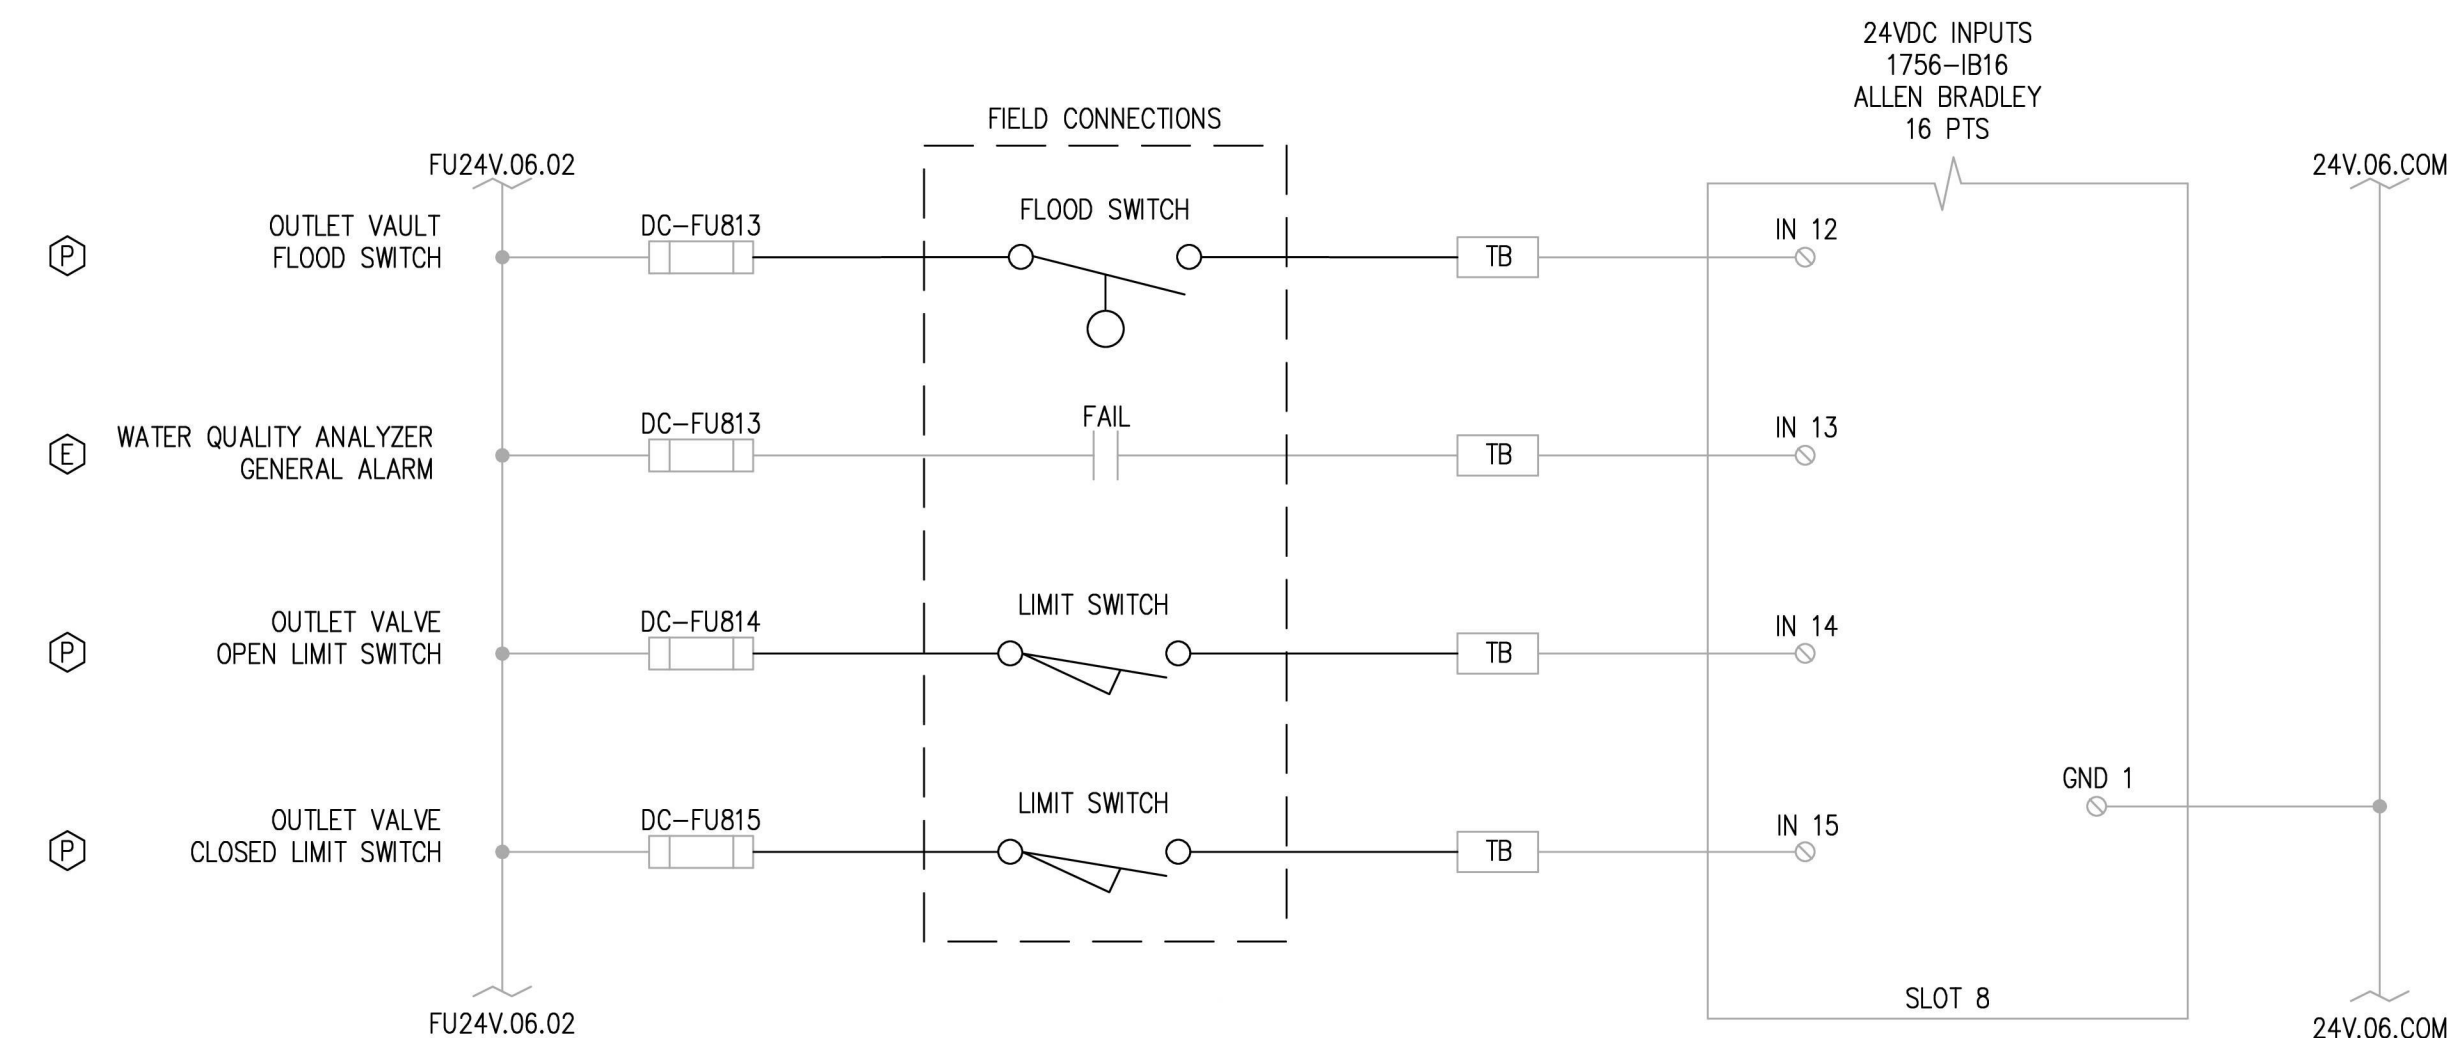 24VDC INPUTS
1756-IB16
ALLEN BRADLEY
16 PTS
FIELD CONNECTIONS
FU24V.06.02
24V.06.COM
P
OUTLET VAULT
FLOOD SWITCH
DC-FU813
FLOOD SWITCH
TB
IN 12
E
WATER QUALITY ANALYZER
GENERAL ALARM
DC-FU813
FAIL
TB
IN 13
P
OUTLET VALVE
OPEN LIMIT SWITCH
DC-FU814
LIMIT SWITCH
TB
IN 14
GND 1
P
OUTLET VALVE
CLOSED LIMIT SWITCH
DC-FU815
LIMIT SWITCH
TB
IN 15
SLOT 8
FU24V.06.02
24V.06.COM